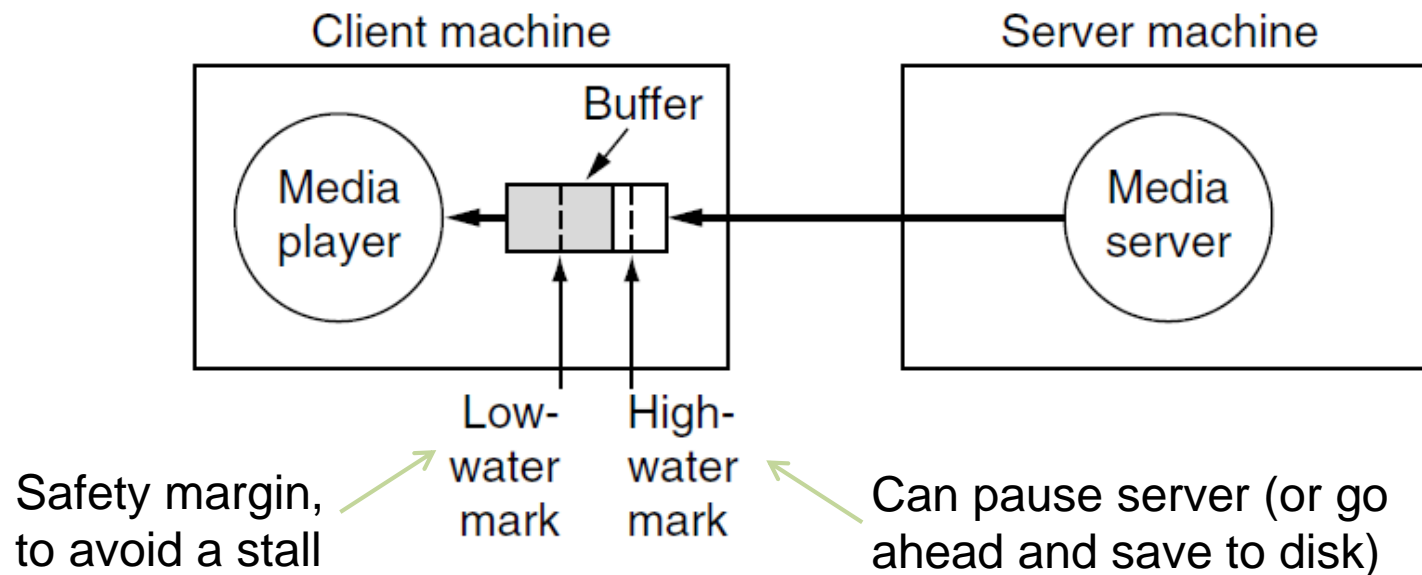 Client machine
Server machine
Buffer
Media
player
Media
server
Low-
water
mark
High-
water
mark
Safety margin,
to avoid a stall
Can pause server (or go
ahead and save to disk)